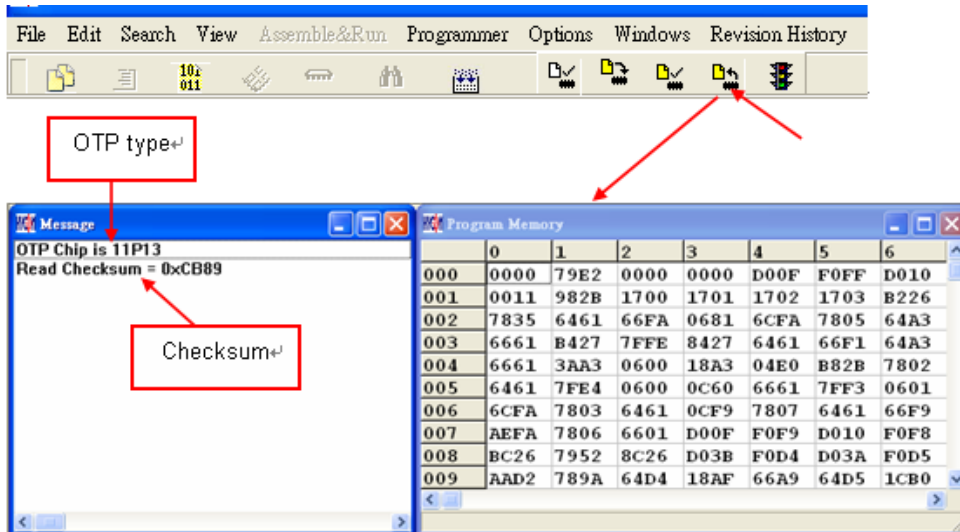 File Edit Search View Assemble&Run Programmer Options Windows Revision History
OTP type↵
Message
OTP Chip is 11P13
Read Checksum = 0xCB89
Checksum↵
Program Memory
0 1 2 3 4 5 6
000 0000 79E2 0000 0000 D00F F0FF D010
001 0011 982B 1700 1701 1702 1703 B226
002 7835 6461 66FA 0681 6CFA 7805 64A3
003 6661 B427 7FFE 8427 6461 66F1 64A3
004 6661 3AA3 0600 18A3 04E0 B82B 7802
005 6461 7FE4 0600 0C60 6661 7FF3 0601
006 6CFA 7803 6461 0CF9 7807 6461 66F9
007 AEFA 7806 6601 D00F F0F9 D010 F0F8
008 BC26 7952 8C26 D03B F0D4 D03A F0D5
009 AAD2 789A 64D4 18AF 66A9 64D5 1CB0